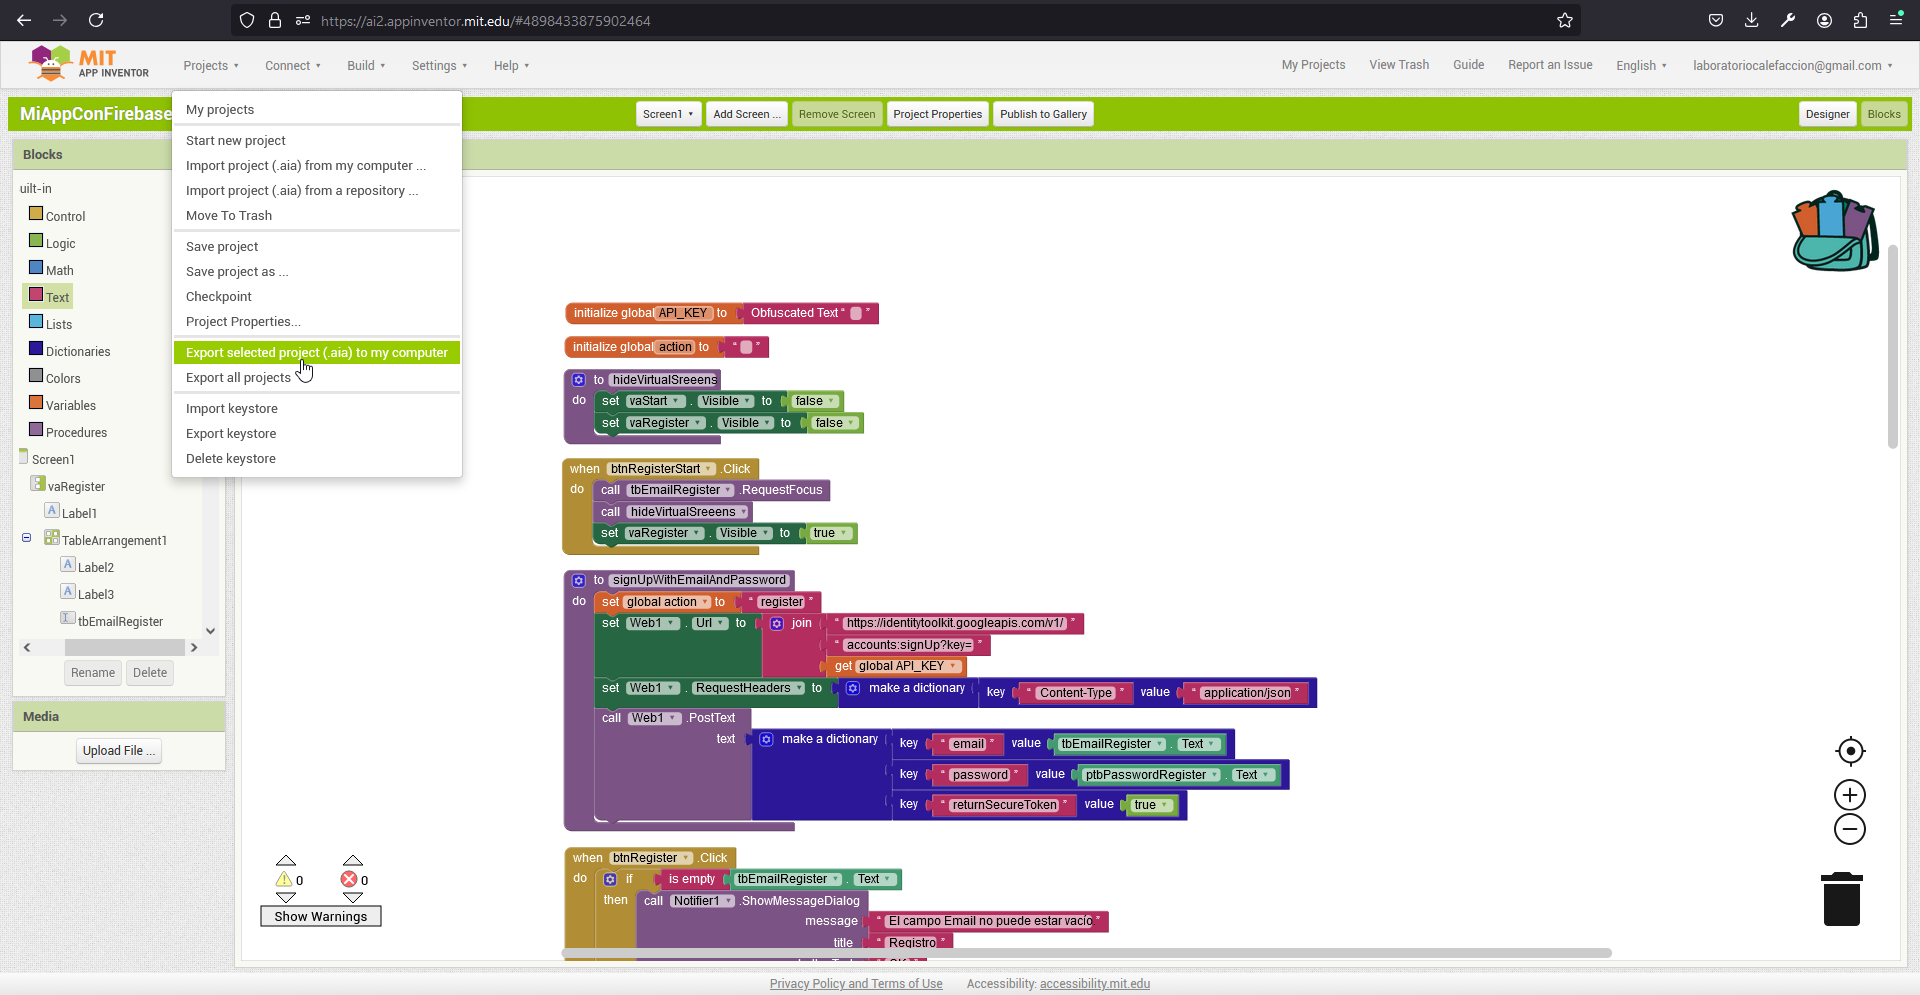 https://ai2.appinventor.mit.edu/#4898433875902464
MIT
APP INVENTOR
Projects Connect Build Settings Help
My Projects View Trash Guide Report an Issue English laboratoriocalefaccion@gmail.com
MiAppConFirebase
Screen1 Add Screen ... Remove Screen Project Properties Publish to Gallery
Designer Blocks
My projects
Start new project
Import project (.aia) from my computer ...
Import project (.aia) from a repository ...
Move To Trash
Save project
Save project as ...
Checkpoint
Project Properties...
Export selected project (.aia) to my computer
Export all projects
Import keystore
Export keystore
Delete keystore
Blocks
uilt-in
Control
Logic
Math
Text
Lists
Dictionaries
Colors
Variables
Procedures
Screen1
vaRegister
A Label1
TableArrangement1
A Label2
A Label3
tbEmailRegister
Rename Delete
Media
Upload File ...
initialize global API_KEY to Obfuscated Text “ ”
initialize global action to “ ”
to hideVirtualSreeens
do set vaStart . Visible to false
set vaRegister . Visible to false
when btnRegisterStart .Click
do call tbEmailRegister .RequestFocus
call hideVirtualSreeens
set vaRegister . Visible to true
to signUpWithEmailAndPassword
do set global action to “ register ”
set Web1 . Url to join “ https://identitytoolkit.googleapis.com/v1/ ”
“ accounts:signUp?key= ”
get global API_KEY
set Web1 . RequestHeaders to make a dictionary key “ Content-Type ” value “ application/json ”
call Web1 .PostText
text make a dictionary key “ email ” value tbEmailRegister . Text
key “ password ” value ptbPasswordRegister . Text
key “ returnSecureToken ” value true
when btnRegister .Click
do if is empty tbEmailRegister . Text
then call Notifier1 .ShowMessageDialog
message “ El campo Email no puede estar vacío. ”
title “ Registro ”
0 0
Show Warnings
Privacy Policy and Terms of Use Accessibility: accessibility.mit.edu